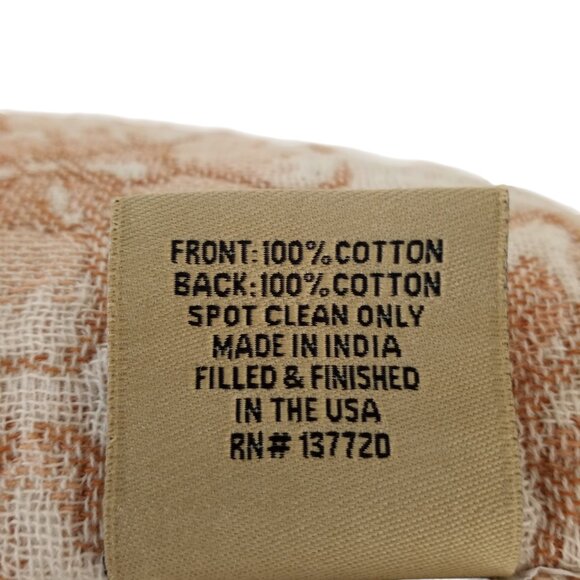 FRONT: 100% COTTON
BACK: 100% COTTON
SPOT CLEAN ONLY
MADE IN INDIA
FILLED & FINISHED
IN THE USA
RN# 137720